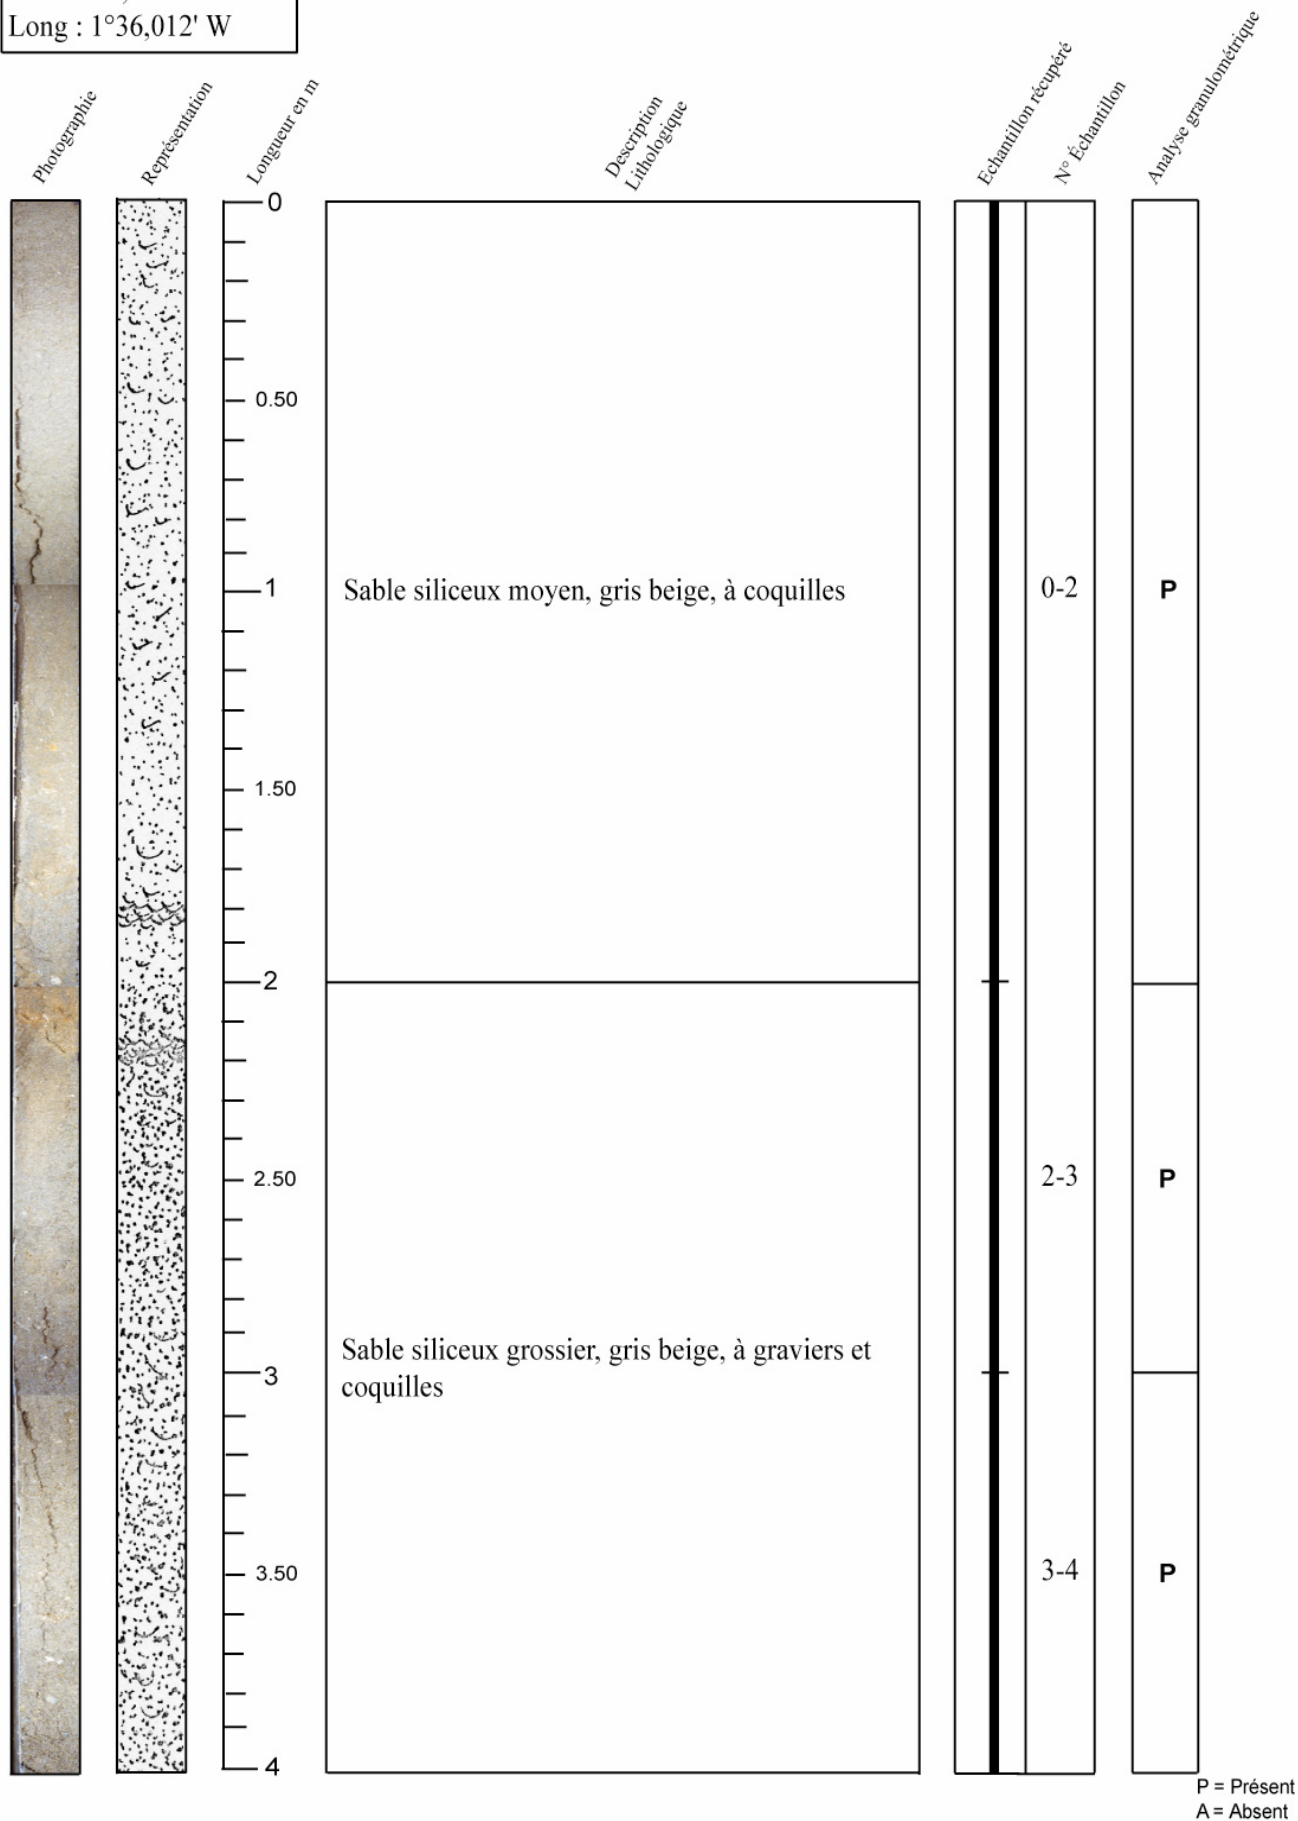 Long : 1°36,012' W
Photographie
Représentation
Longueur en m
Description
Lithologique
Echantillon récupéré
N° Échantillon
Analyse granulométrique
0
0.50
1
1.50
2
2.50
3
3.50
4
Sable siliceux moyen, gris beige, à coquilles
Sable siliceux grossier, gris beige, à graviers et
coquilles
0-2
2-3
3-4
P
P
P
P = Présent
A = Absent